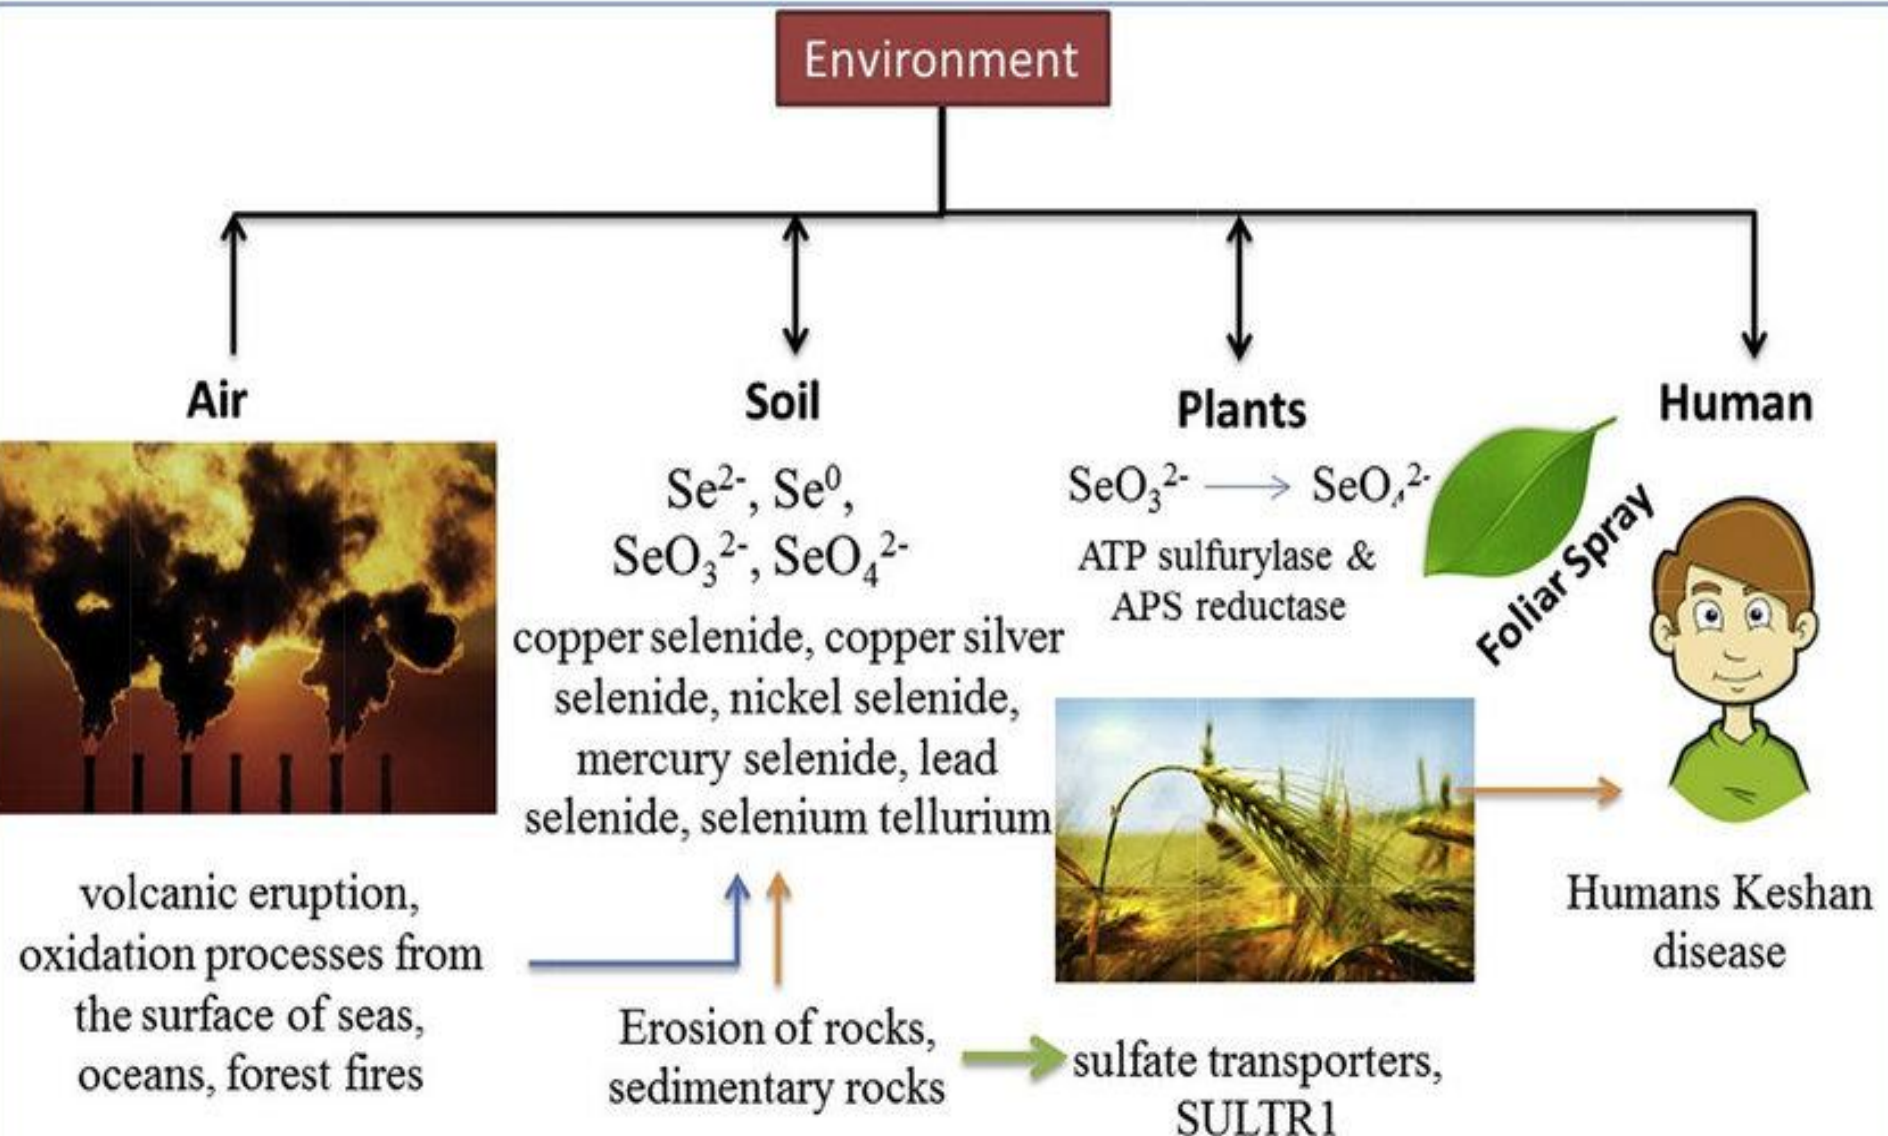 Environment
Air
Soil
Plants
Human
Se²⁻, Se⁰,
SeO₃²⁻, SeO₄²⁻
copper selenide, copper silver
selenide, nickel selenide,
mercury selenide, lead
selenide, selenium tellurium
SeO₃²⁻ → SeO₄²⁻
ATP sulfurylase &
APS reductase
Foliar Spray
volcanic eruption,
oxidation processes from
the surface of seas,
oceans, forest fires
Erosion of rocks,
sedimentary rocks
sulfate transporters,
SULTR1
Humans Keshan
disease